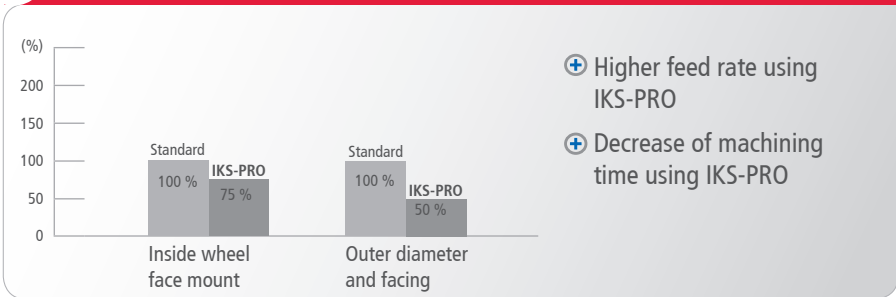 (%)
200
150
100
50
0
Standard
100 %
IKS-PRO
75 %
Standard
100 %
IKS-PRO
50 %
Inside wheel
face mount
Outer diameter
and facing
Higher feed rate using
IKS-PRO
Decrease of machining
time using IKS-PRO